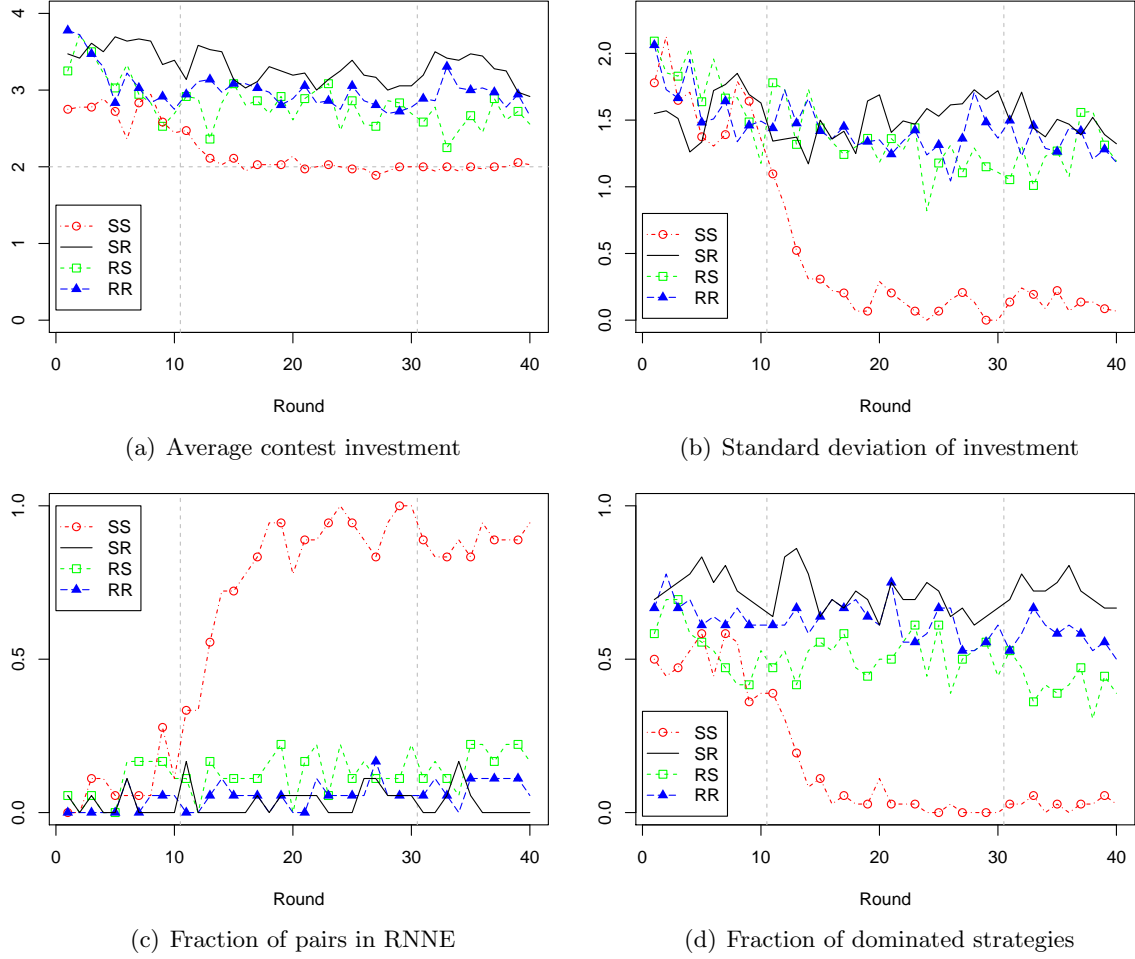 4
3
2
1
0
SS
SR
RS
RR
0 10 20 30 40
Round
(a) Average contest investment
2.0
1.5
1.0
0.5
0.0
SS
SR
RS
RR
0 10 20 30 40
Round
(b) Standard deviation of investment
1.0
0.5
0.0
SS
SR
RS
RR
0 10 20 30 40
Round
(c) Fraction of pairs in RNNE
1.0
0.5
0.0
SS
SR
RS
RR
0 10 20 30 40
Round
(d) Fraction of dominated strategies